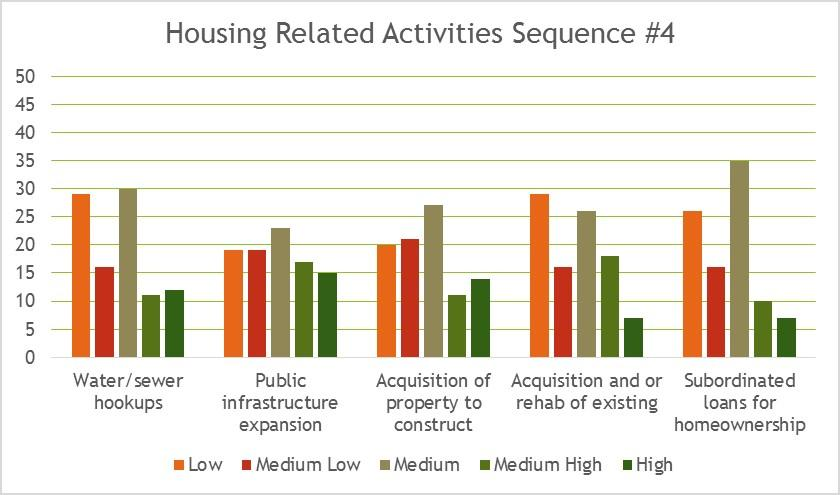 Housing Related Activities Sequence #4
50
45
40
35
30
25
20
15
10
5
0
Water/sewer
hookups
Public
infrastructure
expansion
Acquisition of
property to
construct
Acquisition and or
rehab of existing
Subordinated
loans for
homeownership
Low Medium Low Medium Medium High High